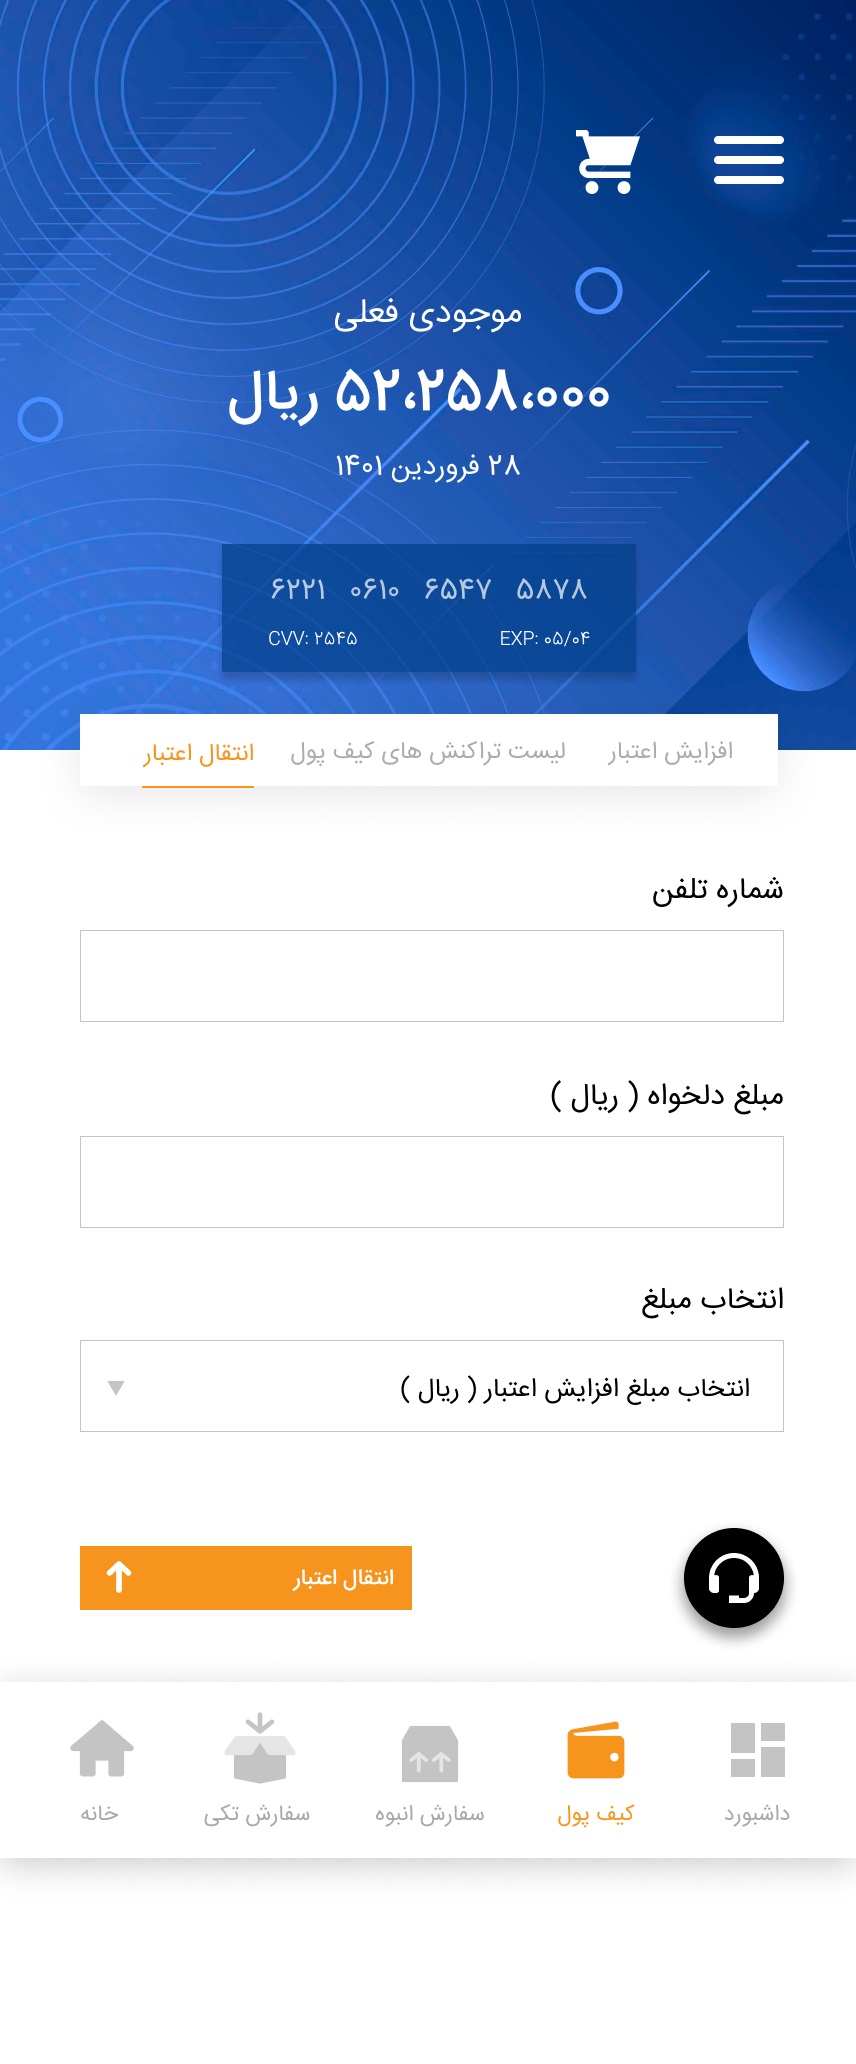 موجودی فعلی
۵۲،۲۵۸،۰۰۰ ریال
۲۸ فروردین ۱۴۰۱
۶۲۲۱ ۰۶۱۰ ۶۵۴۷ ۵۸۷۸
CVV: ۲۵۴۵ EXP: ۰۵/۰۴
افزایش اعتبار لیست تراکنش های کیف پول انتقال اعتبار
شماره تلفن
مبلغ دلخواه ( ریال )
انتخاب مبلغ
انتخاب مبلغ افزایش اعتبار ( ریال )
انتقال اعتبار
داشبورد کیف پول سفارش انبوه سفارش تکی خانه